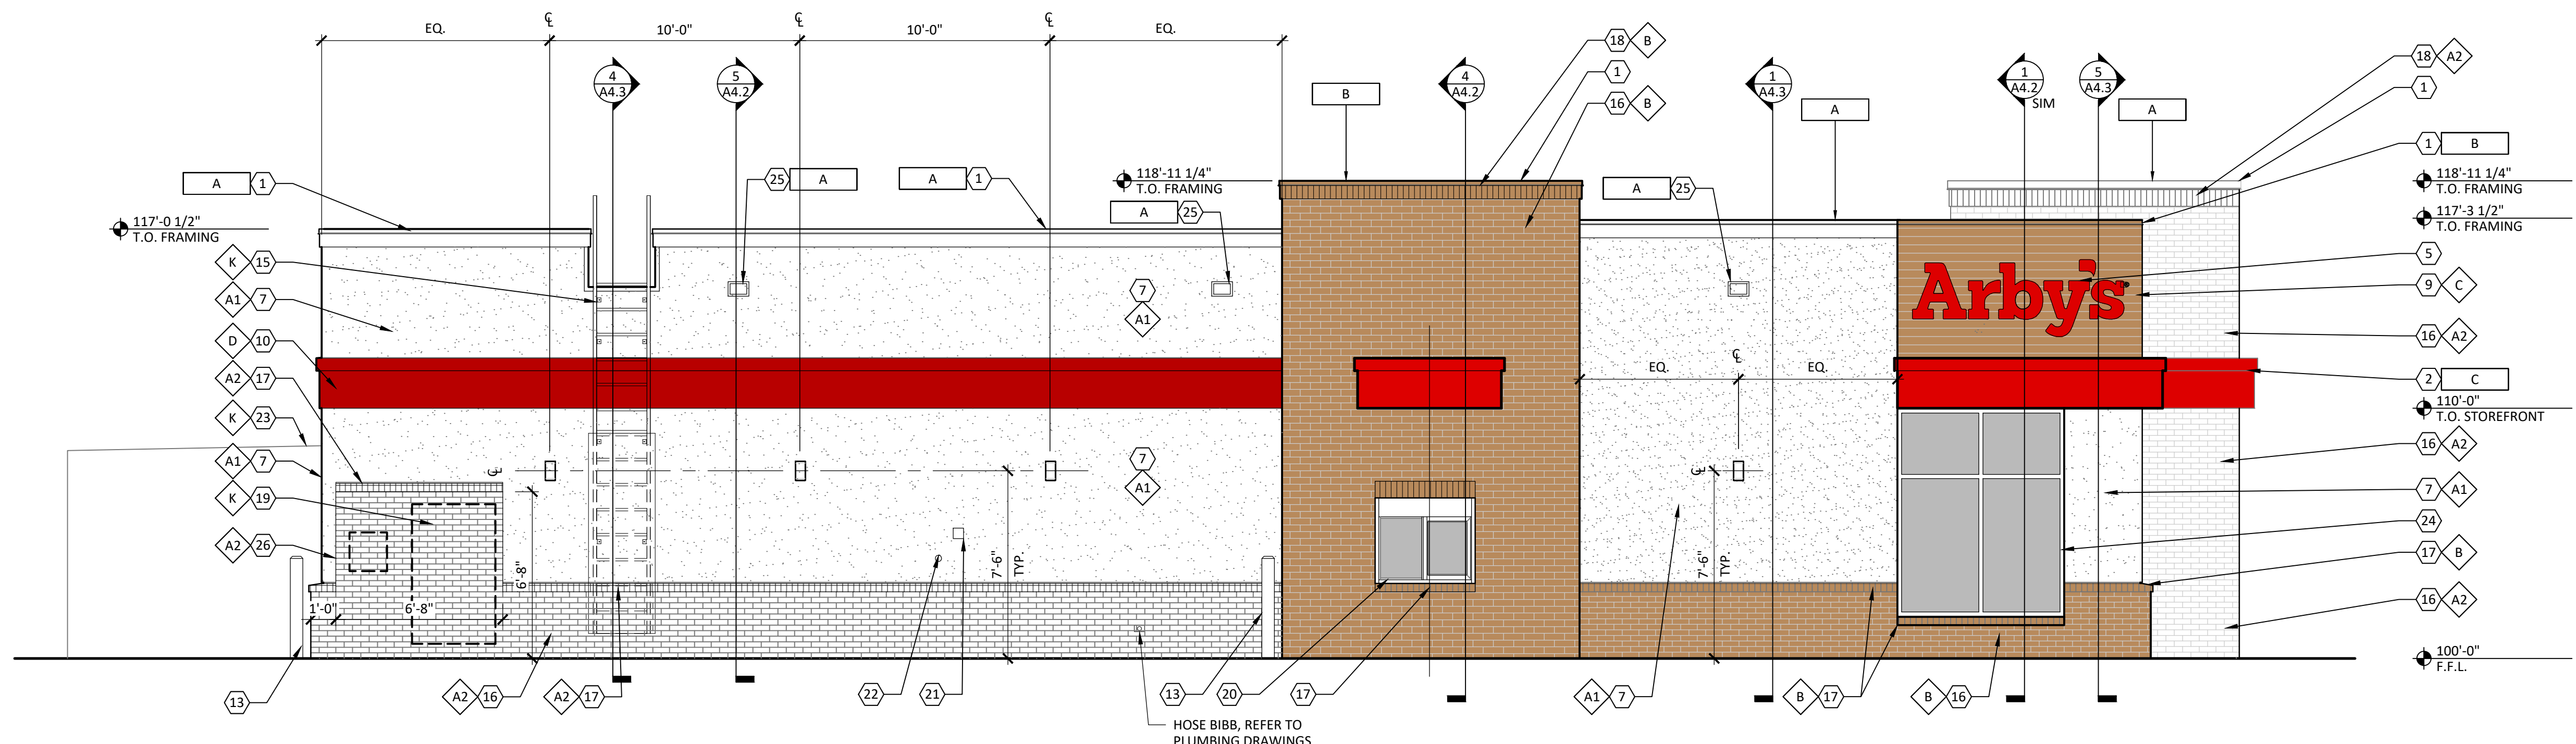 EQ.
℄
10'-0"
℄
10'-0"
℄
EQ.
4
A4.3
5
A4.2
18
B
1
16
B
B
4
A4.2
1
A4.3
A
1
A4.2
SIM
5
A4.3
A
18
A2
1
1
B
A
1
25
A
A
1
118'-11 1/4"
T.O. FRAMING
A
25
A
25
118'-11 1/4"
T.O. FRAMING
117'-0 1/2"
T.O. FRAMING
117'-3 1/2"
T.O. FRAMING
K
15
A1
7
D
10
A2
17
K
23
A1
7
K
19
A2
26
7
A1
Arby's
®
5
9
C
16
A2
EQ.
℄
EQ.
2
C
110'-0"
T.O. STOREFRONT
16
A2
7
A1
℄
7
A1
℄
24
17
B
6'-8"
7'-6"
TYP.
7'-6"
TYP.
1'-0"
6'-8"
16
A2
100'-0"
F.F.L.
13
A2
16
A2
17
22
21
13
20
17
A1
7
B
17
B
16
HOSE BIBB, REFER TO
PLUMBING DRAWINGS